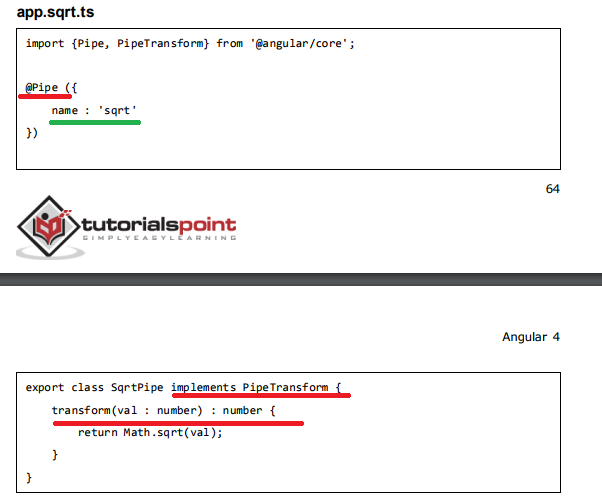 app.sqrt.ts
import {Pipe, PipeTransform} from '@angular/core';
@Pipe ({
name : 'sqrt'
})
64
tutorialspoint
SIMPLYEASYLEARNING
Angular 4
export class SqrtPipe implements PipeTransform {
transform(val : number) : number {
return Math.sqrt(val);
}
}